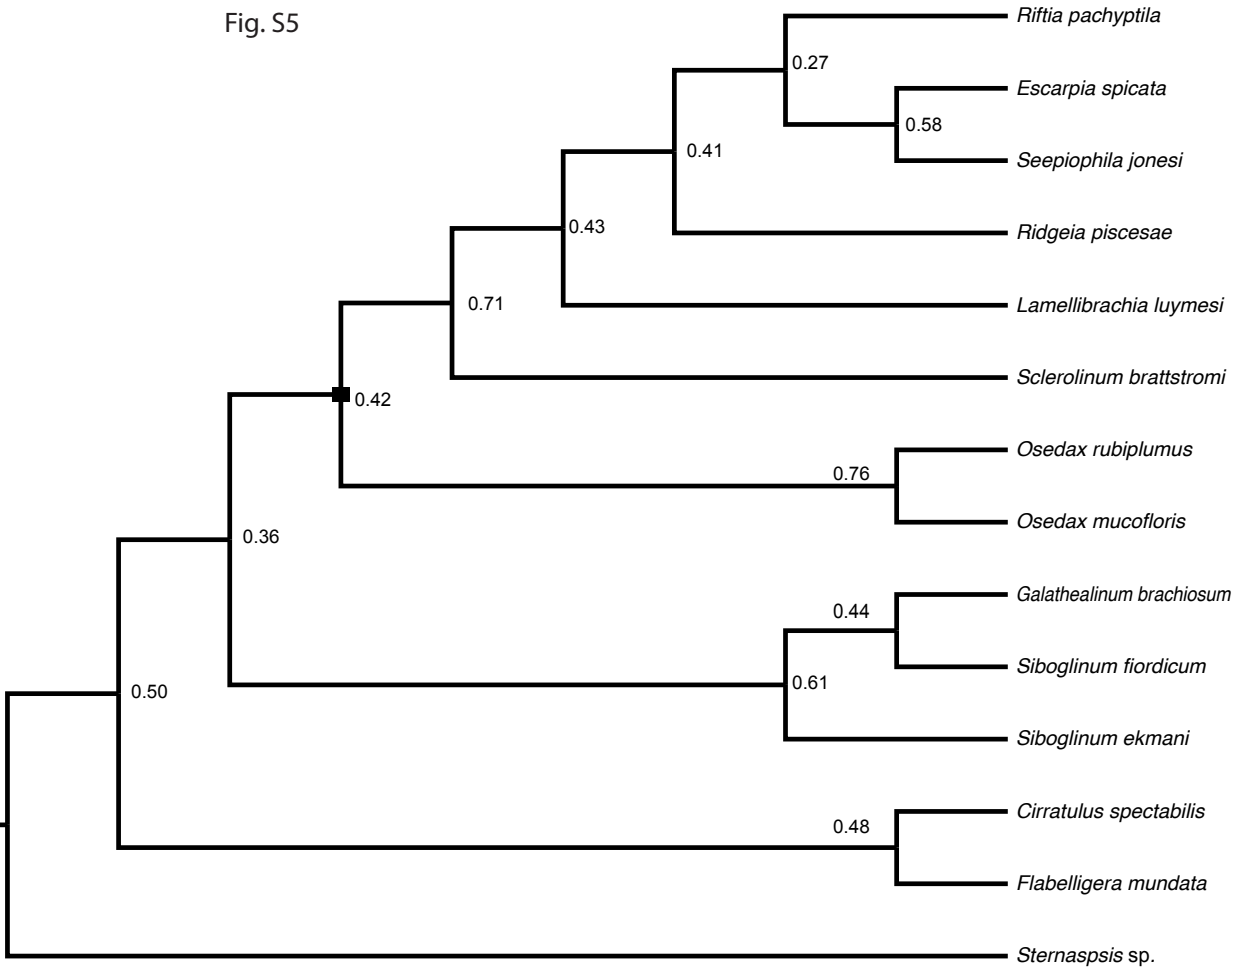 Fig. S5
Riftia pachyptila
0.27
Escarpia spicata
0.58
Seepiophila jonesi
0.41
Ridgeia piscesae
0.43
Lamellibrachia luymesi
0.71
Sclerolinum brattstromi
0.42
Osedax rubiplumus
0.76
Osedax mucofloris
0.36
Galathealinum brachiosum
0.44
Siboglinum fiordicum
0.61
0.50
Siboglinum ekmani
Cirratulus spectabilis
0.48
Flabelligera mundata
Sternaspsis sp.